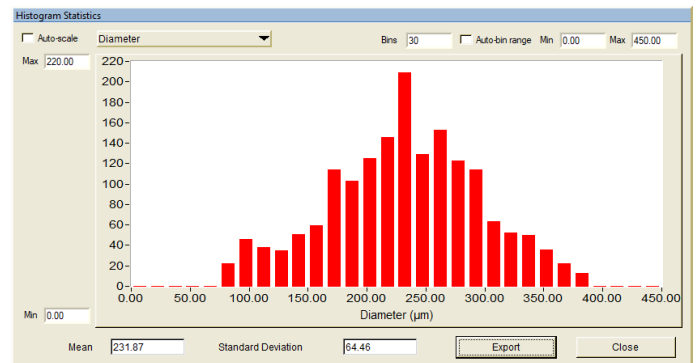 Histogram Statistics
Auto-scale Diameter Bins 30 Auto-bin range Min 0.00 Max 450.00
Max 220.00
220
200
180
160
140
120
100
80
60
40
20
0
0.00 50.00 100.00 150.00 200.00 250.00 300.00 350.00 400.00 450.00
Min 0.00
Diameter (µm)
Mean 231.87 Standard Deviation 64.46 Export Close